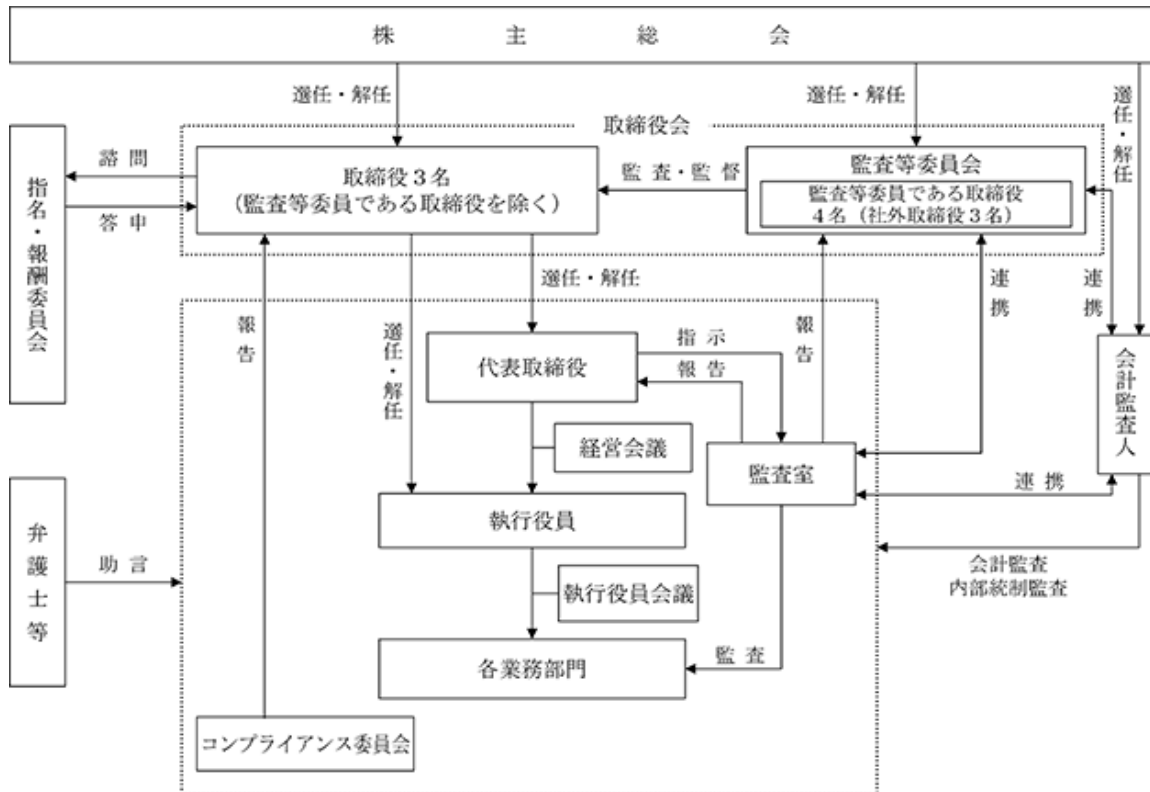 株主総会
選任・解任
選任・解任
選任・解任
取締役会
指名・報酬委員会
諮問
答申
取締役3名
(監査等委員である取締役を除く)
監査・監督
監査等委員会
監査等委員である取締役
4名(社外取締役3名)
選任・解任
選任・解任
報告
報告
連携
連携
代表取締役
指示
報告
会計監査人
経営会議
監査室
連携
執行役員
弁護士等
助言
会計監査
内部統制監査
執行役員会議
各業務部門
監査
コンプライアンス委員会